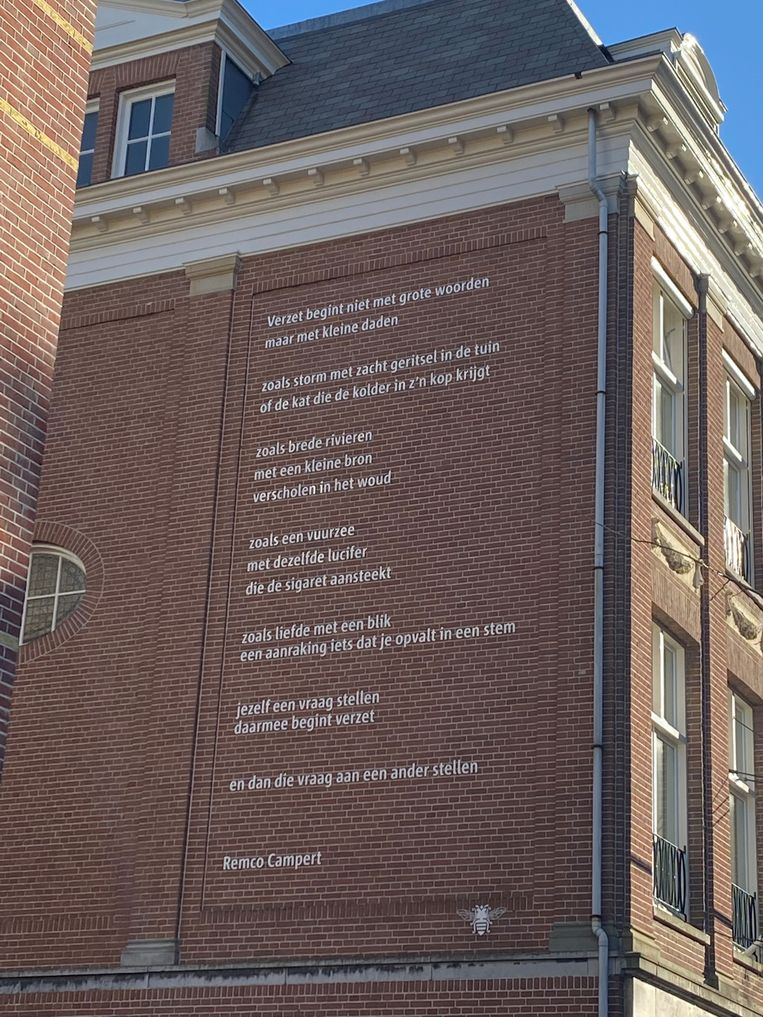 Verzet begint niet met grote woorden
maar met kleine daden
zoals storm met zacht geritsel in de tuin
of de kat die de kolder in z'n kop krijgt
zoals brede rivieren
met een kleine bron
verscholen in het woud
zoals een vuurzee
met dezelfde lucifer
die de sigaret aansteekt
zoals liefde met een blik
een aanraking iets dat je opvalt in een stem
jezelf een vraag stellen
daarmee begint verzet
en dan die vraag aan een ander stellen
Remco Campert